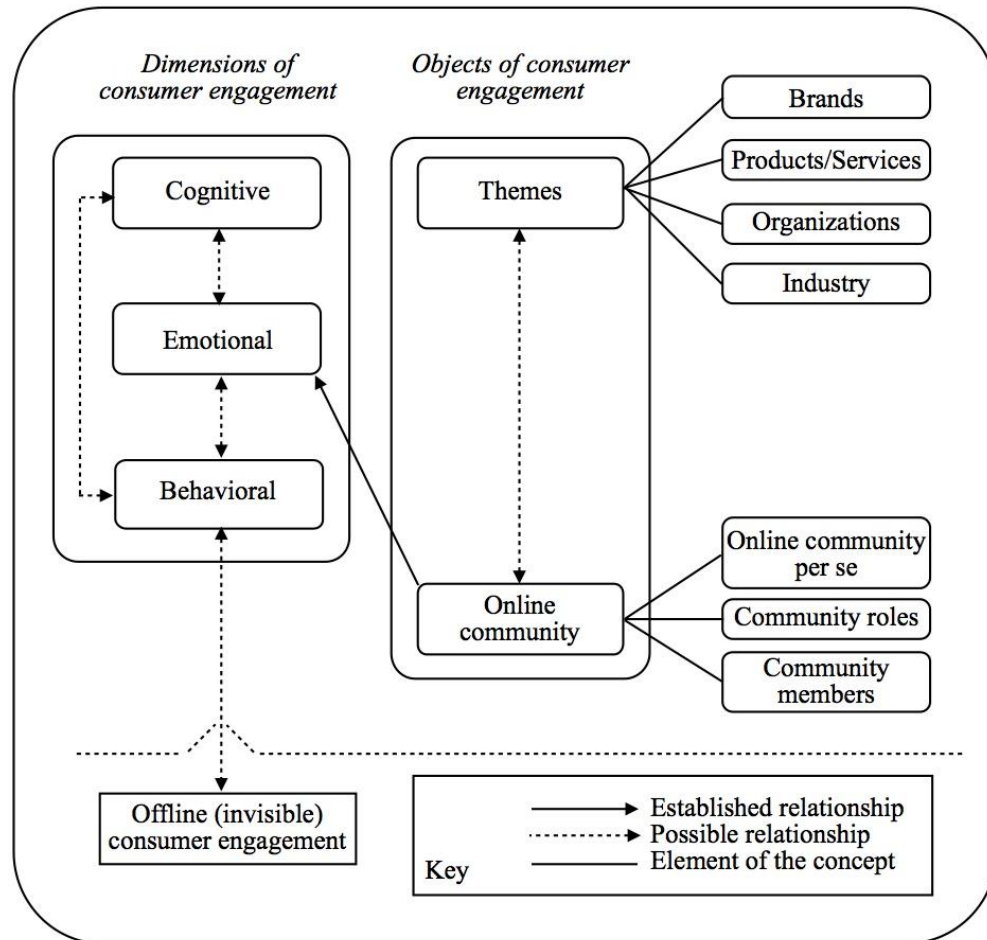 Dimensions of
consumer engagement
Objects of consumer
engagement
Cognitive
Emotional
Behavioral
Themes
Online
community
Brands
Products/Services
Organizations
Industry
Online community
per se
Community roles
Community
members
Offline (invisible)
consumer engagement
Key
Established relationship
Possible relationship
Element of the concept